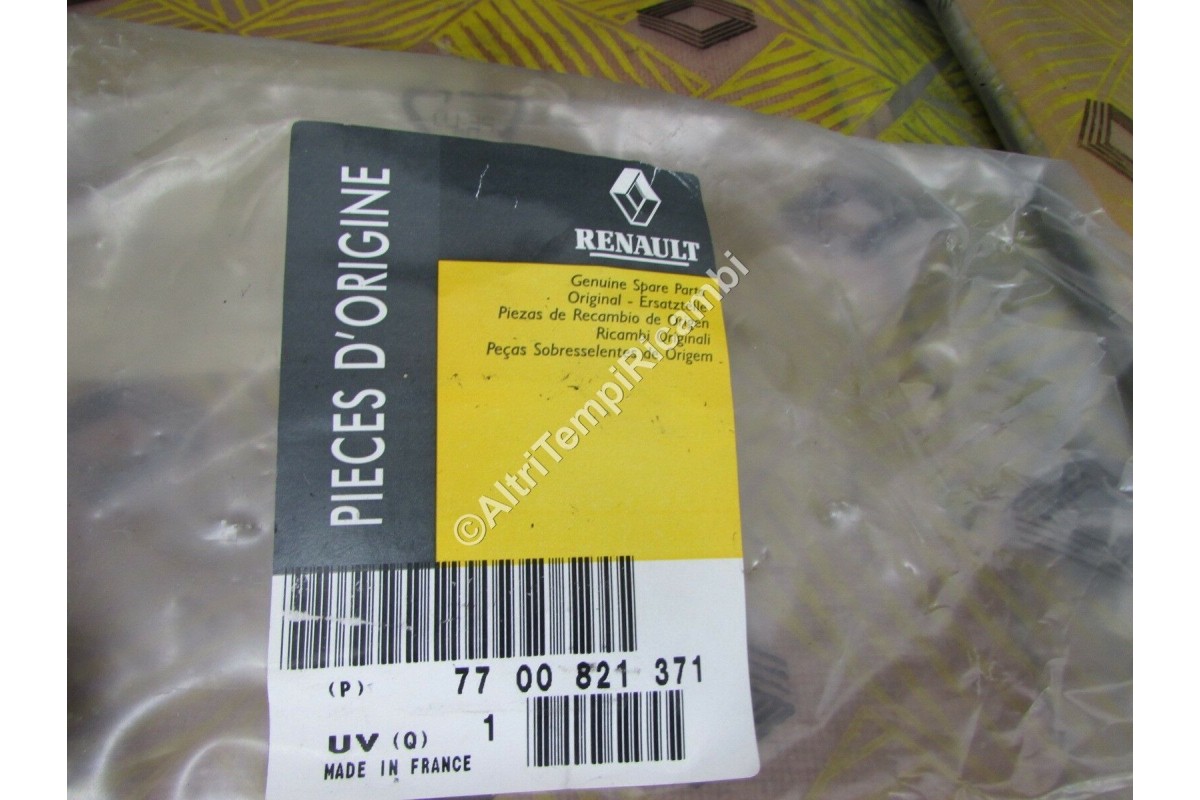 PIECES D'ORIGINE
RENAULT
Genuine Spare Parts
Original - Ersatzteile
Piezas de Recambio de Origen
Ricambi Originali
Peças Sobresselentes de Origem
©AltriTempiRicambi
(P) 77 00 821 371
UV (Q) 1
MADE IN FRANCE